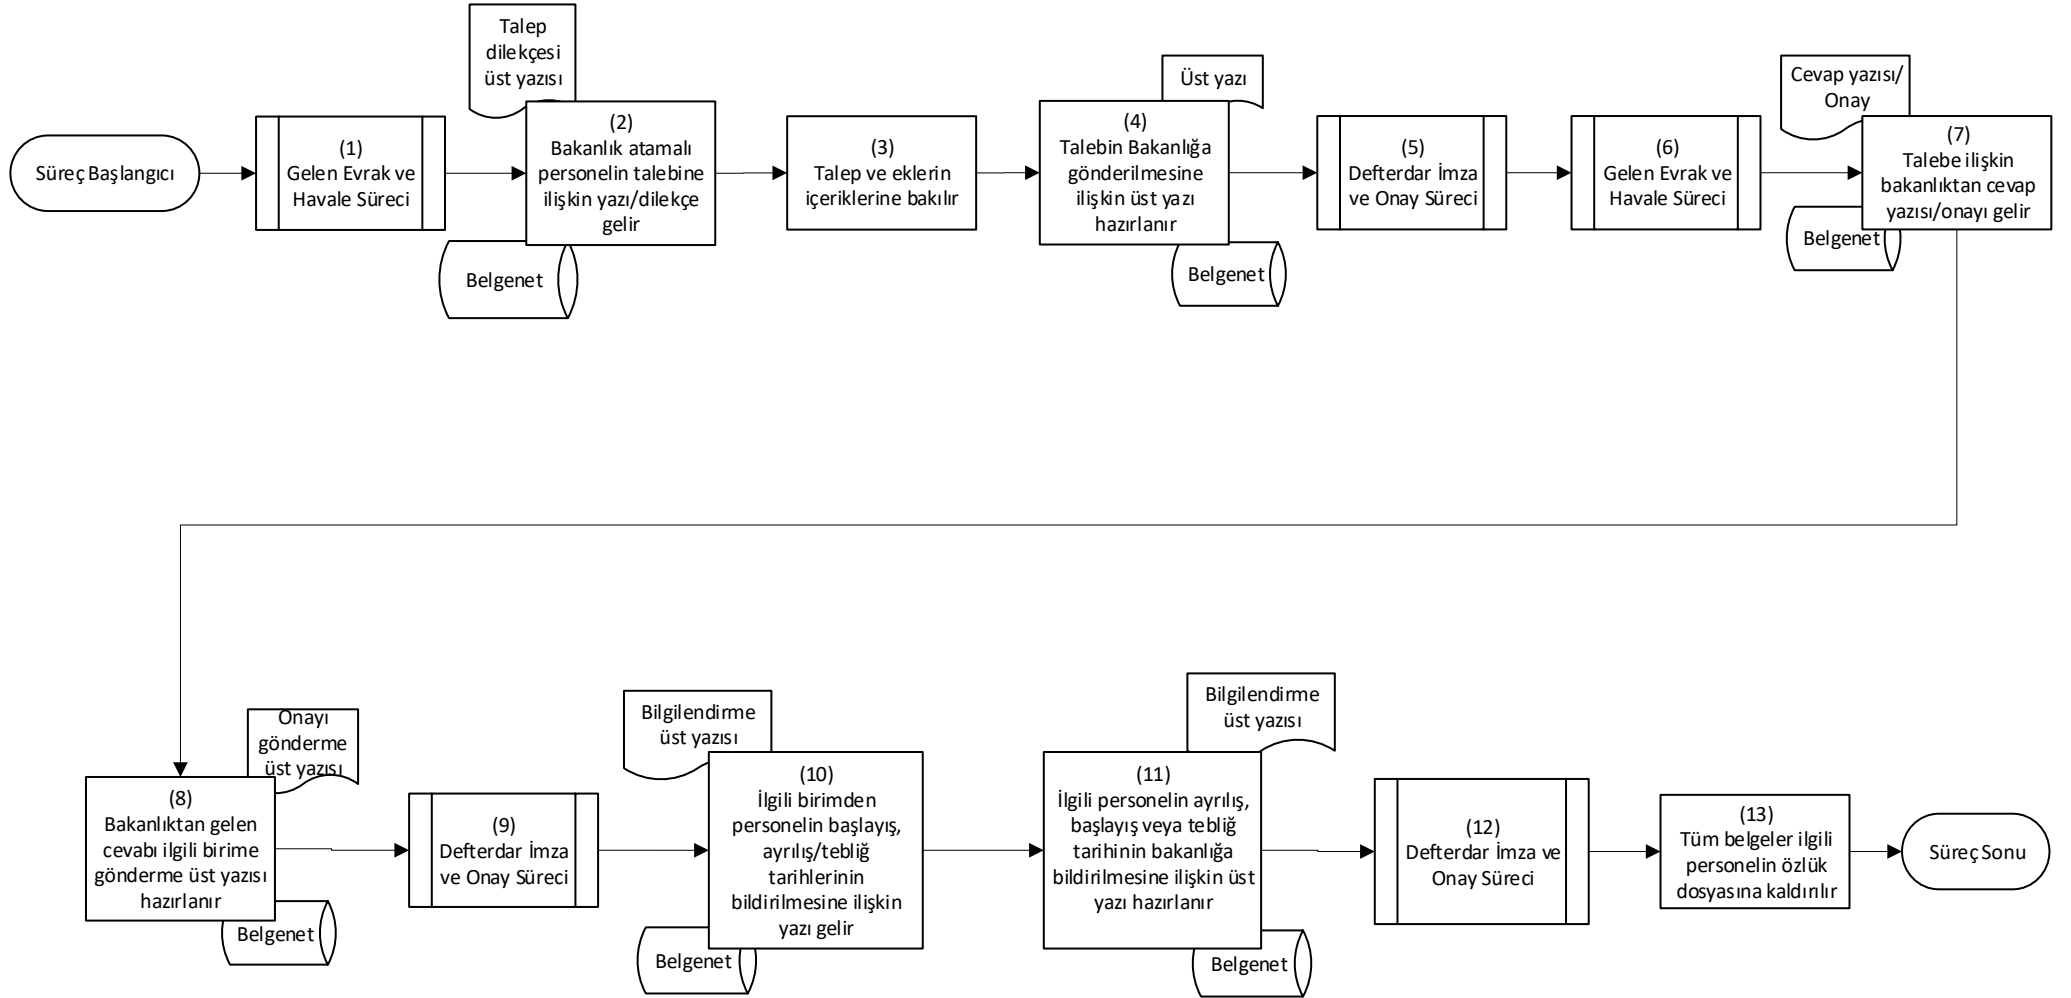 Süreç Başlangıcı
(1)
Gelen Evrak ve
Havale Süreci
Talep
dilekçesi
üst yazısı
(2)
Bakanlık atamalı
personelin talebine
ilişkin yazı/dilekçe
gelir
Belgenet
(3)
Talep ve eklerin
içeriklerine bakılır
Üst yazı
(4)
Talebin Bakanlığa
gönderilmesine
ilişkin üst yazı
hazırlanır
Belgenet
(5)
Defterdar İmza
ve Onay Süreci
(6)
Gelen Evrak ve
Havale Süreci
Cevap yazısı/
Onay
(7)
Talebe ilişkin
bakanlıktan cevap
yazısı/onayı gelir
Belgenet
Onayı
gönderme
üst yazısı
(8)
Bakanlıktan gelen
cevabı ilgili birime
gönderme üst yazısı
hazırlanır
Belgenet
(9)
Defterdar İmza
ve Onay Süreci
Bilgilendirme
üst yazısı
(10)
İlgili birimden
personelin başlayış,
ayrılış/tebliğ
tarihlerinin
bildirilmesine ilişkin
yazı gelir
Belgenet
Bilgilendirme
üst yazısı
(11)
İlgili personelin ayrılış,
başlayış veya tebliğ
tarihinin bakanlığa
bildirilmesine ilişkin üst
yazı hazırlanır
Belgenet
(12)
Defterdar İmza ve
Onay Süreci
(13)
Tüm belgeler ilgili
personelin özlük
dosyasına kaldırılır
Süreç Sonu